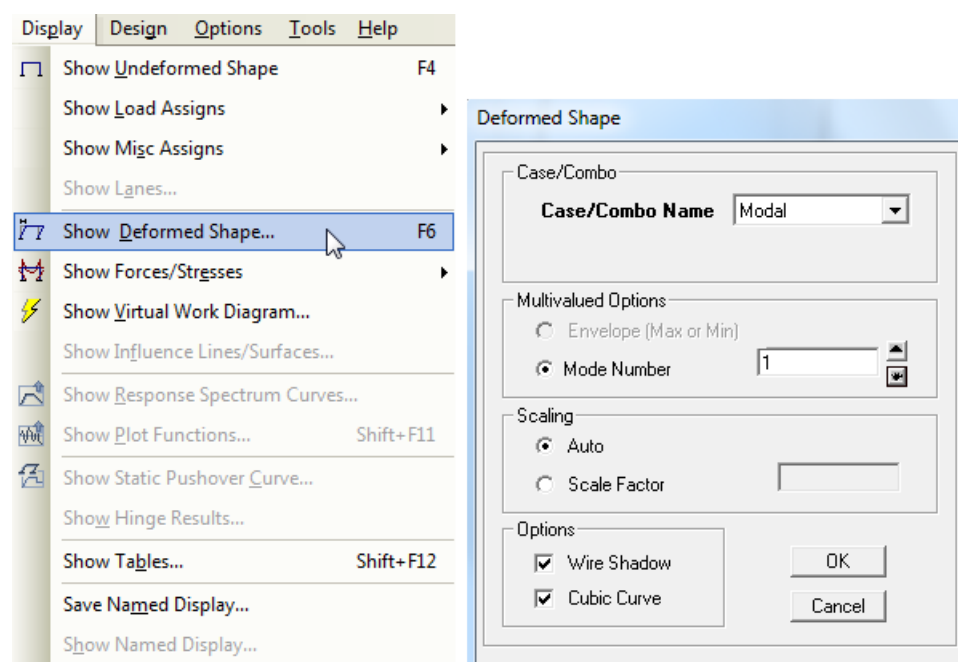 Display Design Options Tools Help
Show Undeformed Shape F4
Show Load Assigns
Show Misc Assigns
Show Lanes...
Show Deformed Shape... F6
Show Forces/Stresses
Show Virtual Work Diagram...
Show Influence Lines/Surfaces...
Show Response Spectrum Curves...
Show Plot Functions... Shift+F11
Show Static Pushover Curve...
Show Hinge Results...
Show Tables... Shift+F12
Save Named Display...
Show Named Display...
Deformed Shape
Case/Combo
Case/Combo Name Modal
Multivalued Options
Envelope (Max or Min)
Mode Number 1
Scaling
Auto
Scale Factor
Options
Wire Shadow
Cubic Curve
OK
Cancel